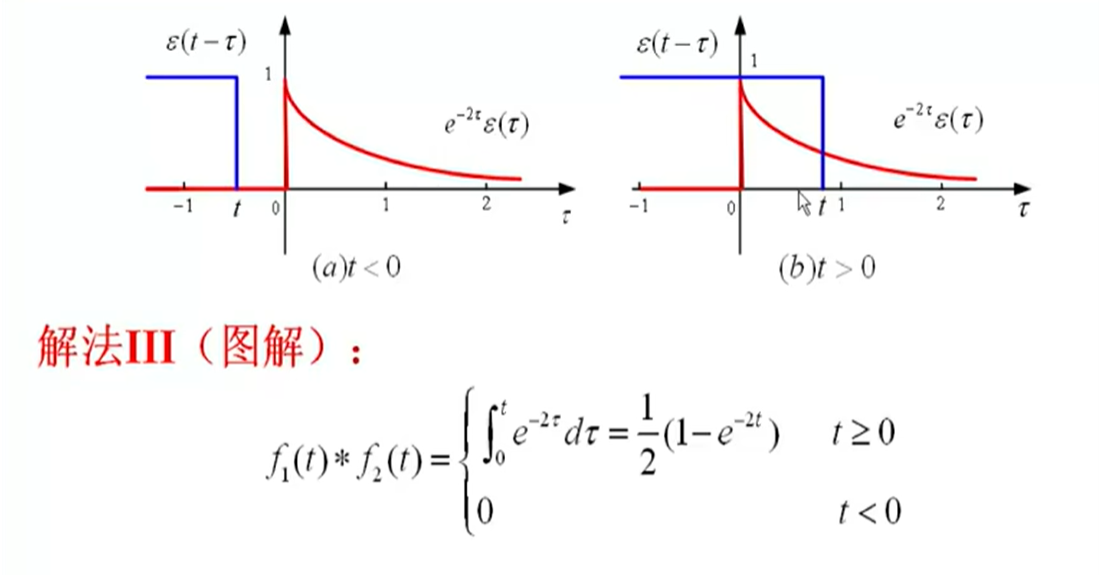 ε(t−τ)
1
e^{−2τ}ε(τ)
−1 t 0 1 2 τ
(a)t < 0
ε(t−τ)
1
e^{−2τ}ε(τ)
−1 0 t 1 2 τ
(b)t > 0
解法III（图解）：
f₁(t) * f₂(t) = { ∫₀ᵗ e^{−2τ} dτ = 1/2 (1−e^{−2t}) t ≥ 0
0 t < 0